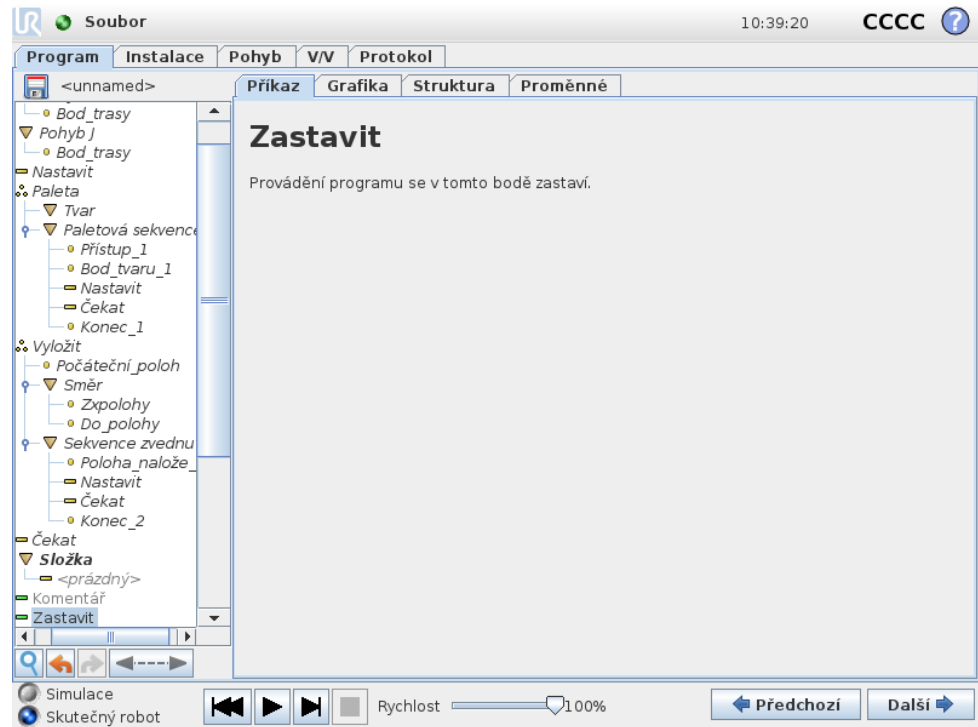 Soubor 10:39:20 CCCC ?
Program Instalace Pohyb V/V Protokol
<unnamed>
Příkaz Grafika Struktura Proměnné
Bod_trasy
Pohyb J
Bod_trasy
Nastavit
Paleta
Tvar
Paletová sekvence
Přístup_1
Bod_tvaru_1
Nastavit
Čekat
Konec_1
Vyložit
Počáteční_poloh
Směr
Zxpolohy
Do_polohy
Sekvence zvednu
Poloha_nalože_
Nastavit
Čekat
Konec_2
Čekat
Složka
<prázdný>
Komentář
Zastavit
Zastavit
Provádění programu se v tomto bodě zastaví.
Simulace
Skutečný robot
Rychlost 100%
Předchozí Další